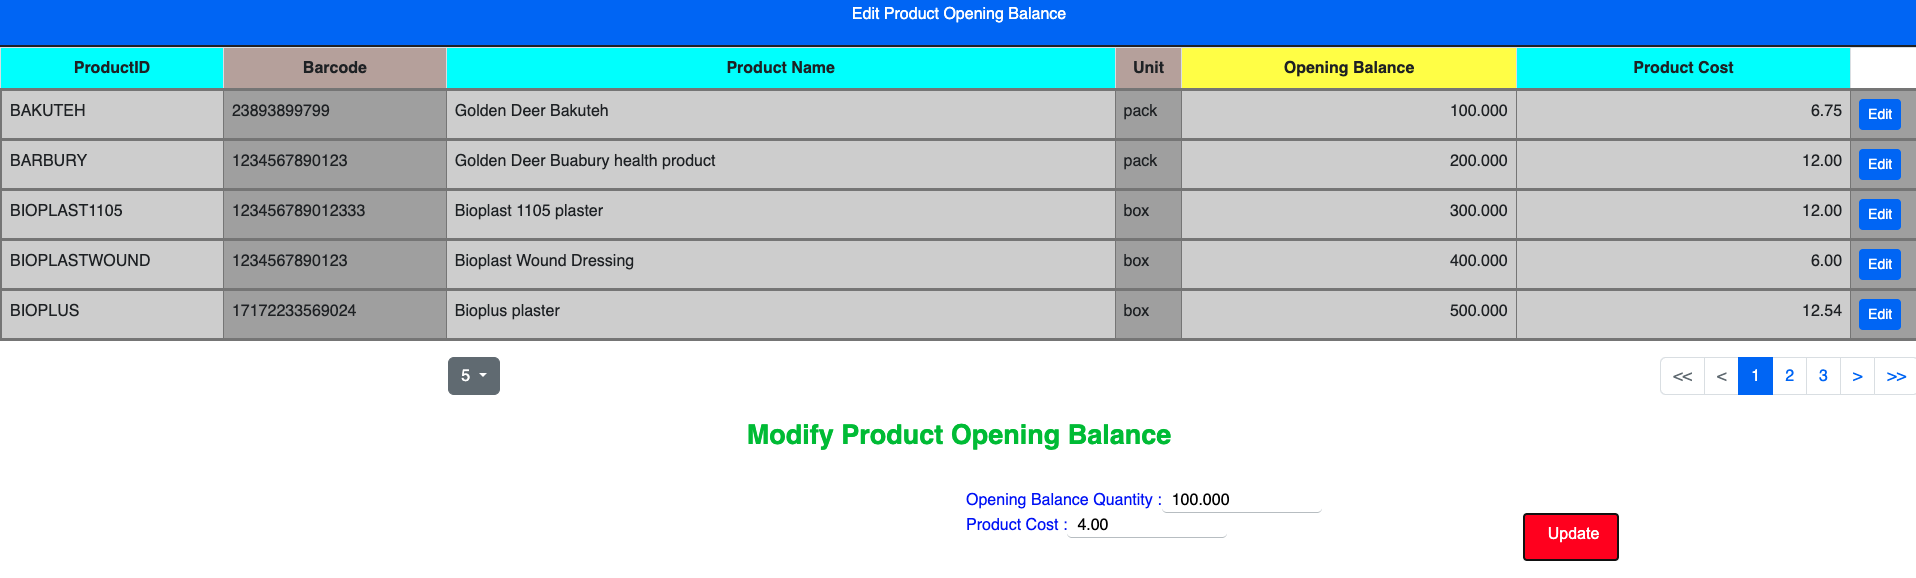 Edit Product Opening Balance
ProductID Barcode Product Name Unit Opening Balance Product Cost
BAKUTEH 23893899799 Golden Deer Bakuteh pack 100.000 6.75 Edit
BARBURY 1234567890123 Golden Deer Buabury health product pack 200.000 12.00 Edit
BIOPLAST1105 123456789012333 Bioplast 1105 plaster box 300.000 12.00 Edit
BIOPLASTWOUND 1234567890123 Bioplast Wound Dressing box 400.000 6.00 Edit
BIOPLUS 17172233569024 Bioplus plaster box 500.000 12.54 Edit
5 << < 1 2 3 > >>
Modify Product Opening Balance
Opening Balance Quantity : 100.000
Product Cost : 4.00
Update